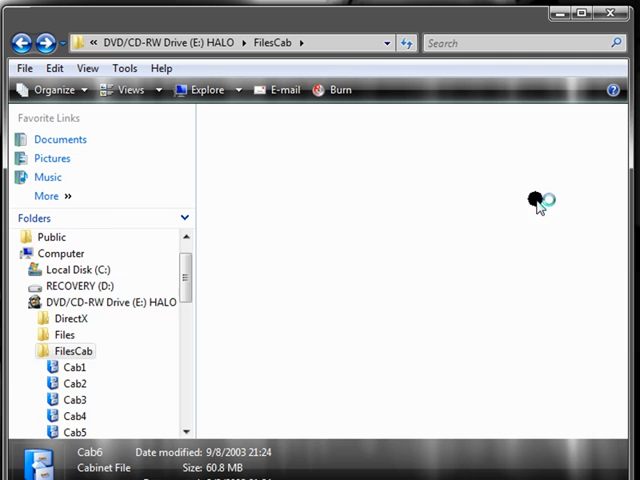 « DVD/CD-RW Drive (E:) HALO FilesCab Search
File Edit View Tools Help
Organize Views Explore E-mail Burn
Favorite Links
Documents
Pictures
Music
More »
Folders
Public
Computer
Local Disk (C:)
RECOVERY (D:)
DVD/CD-RW Drive (E:) HALO
DirectX
Files
FilesCab
Cab1
Cab2
Cab3
Cab4
Cab5
Cab6 Date modified: 9/8/2003 21:24
Cabinet File Size: 60.8 MB